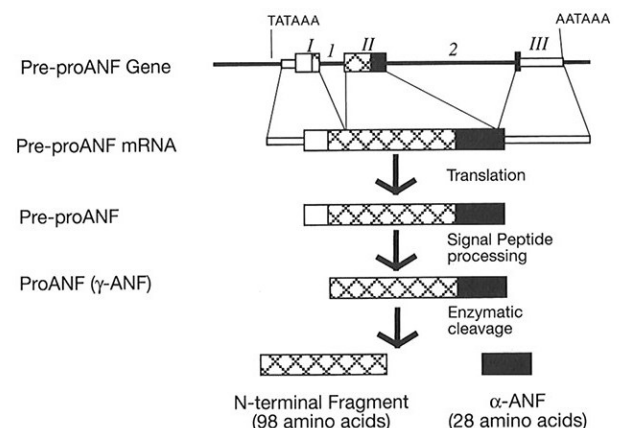 TATAAA
AATAAA
I 1 II 2 III
Pre-proANF Gene
Pre-proANF mRNA
Translation
Pre-proANF
Signal Peptide
processing
ProANF (γ-ANF)
Enzymatic
cleavage
N-terminal Fragment
(98 amino acids)
α-ANF
(28 amino acids)